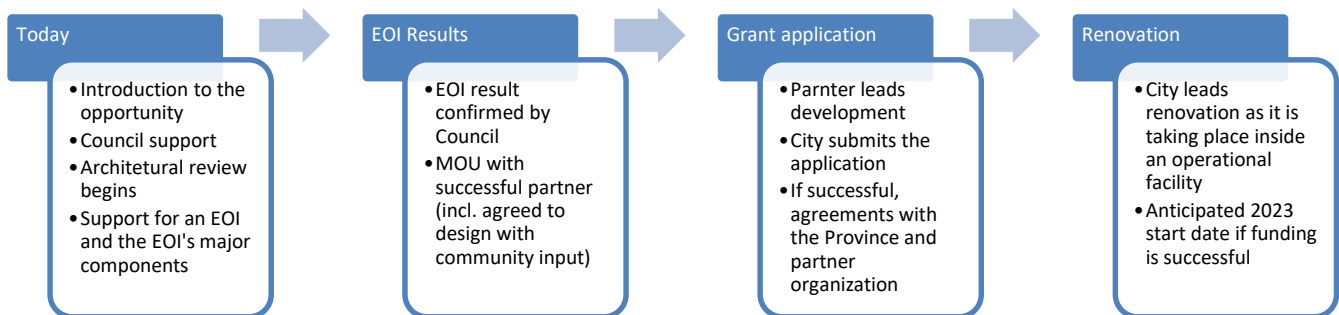 Today
•Introduction to the
opportunity
•Council support
•Architetural review
begins
•Support for an EOI
and the EOI's major
components
EOI Results
•EOI result
confirmed by
Council
•MOU with
successful partner
(incl. agreed to
design with
community input)
Grant application
•Parnter leads
development
•City submits the
application
•If successful,
agreements with
the Province and
partner
organization
Renovation
•City leads
renovation as it is
taking place inside
an operational
facility
•Anticipated 2023
start date if funding
is successful